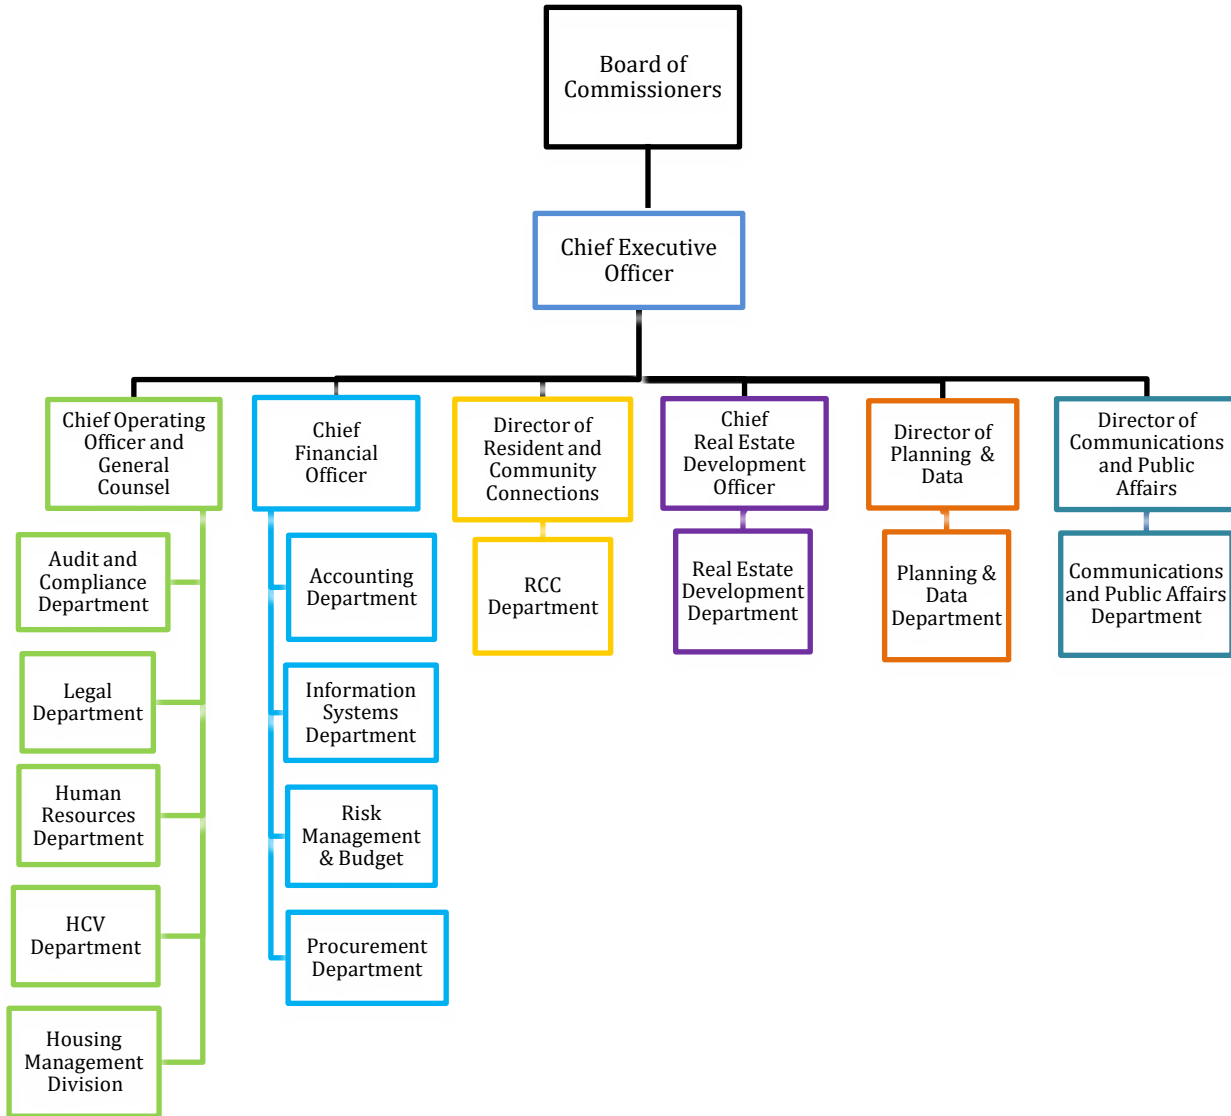 Board of
Commissioners
Chief Executive
Officer
Chief Operating
Officer and
General
Counsel
Chief
Financial
Officer
Director of
Resident and
Community
Connections
Chief
Real Estate
Development
Officer
Director of
Planning & 
Data
Director of
Communications
and Public
Affairs
Audit and
Compliance
Department
Legal
Department
Human
Resources
Department
HCV
Department
Housing
Management
Division
Accounting
Department
Information
Systems
Department
Risk
Management
& Budget
Procurement
Department
RCC
Department
Real Estate
Development
Department
Planning &
Data
Department
Communications
and Public Affairs
Department